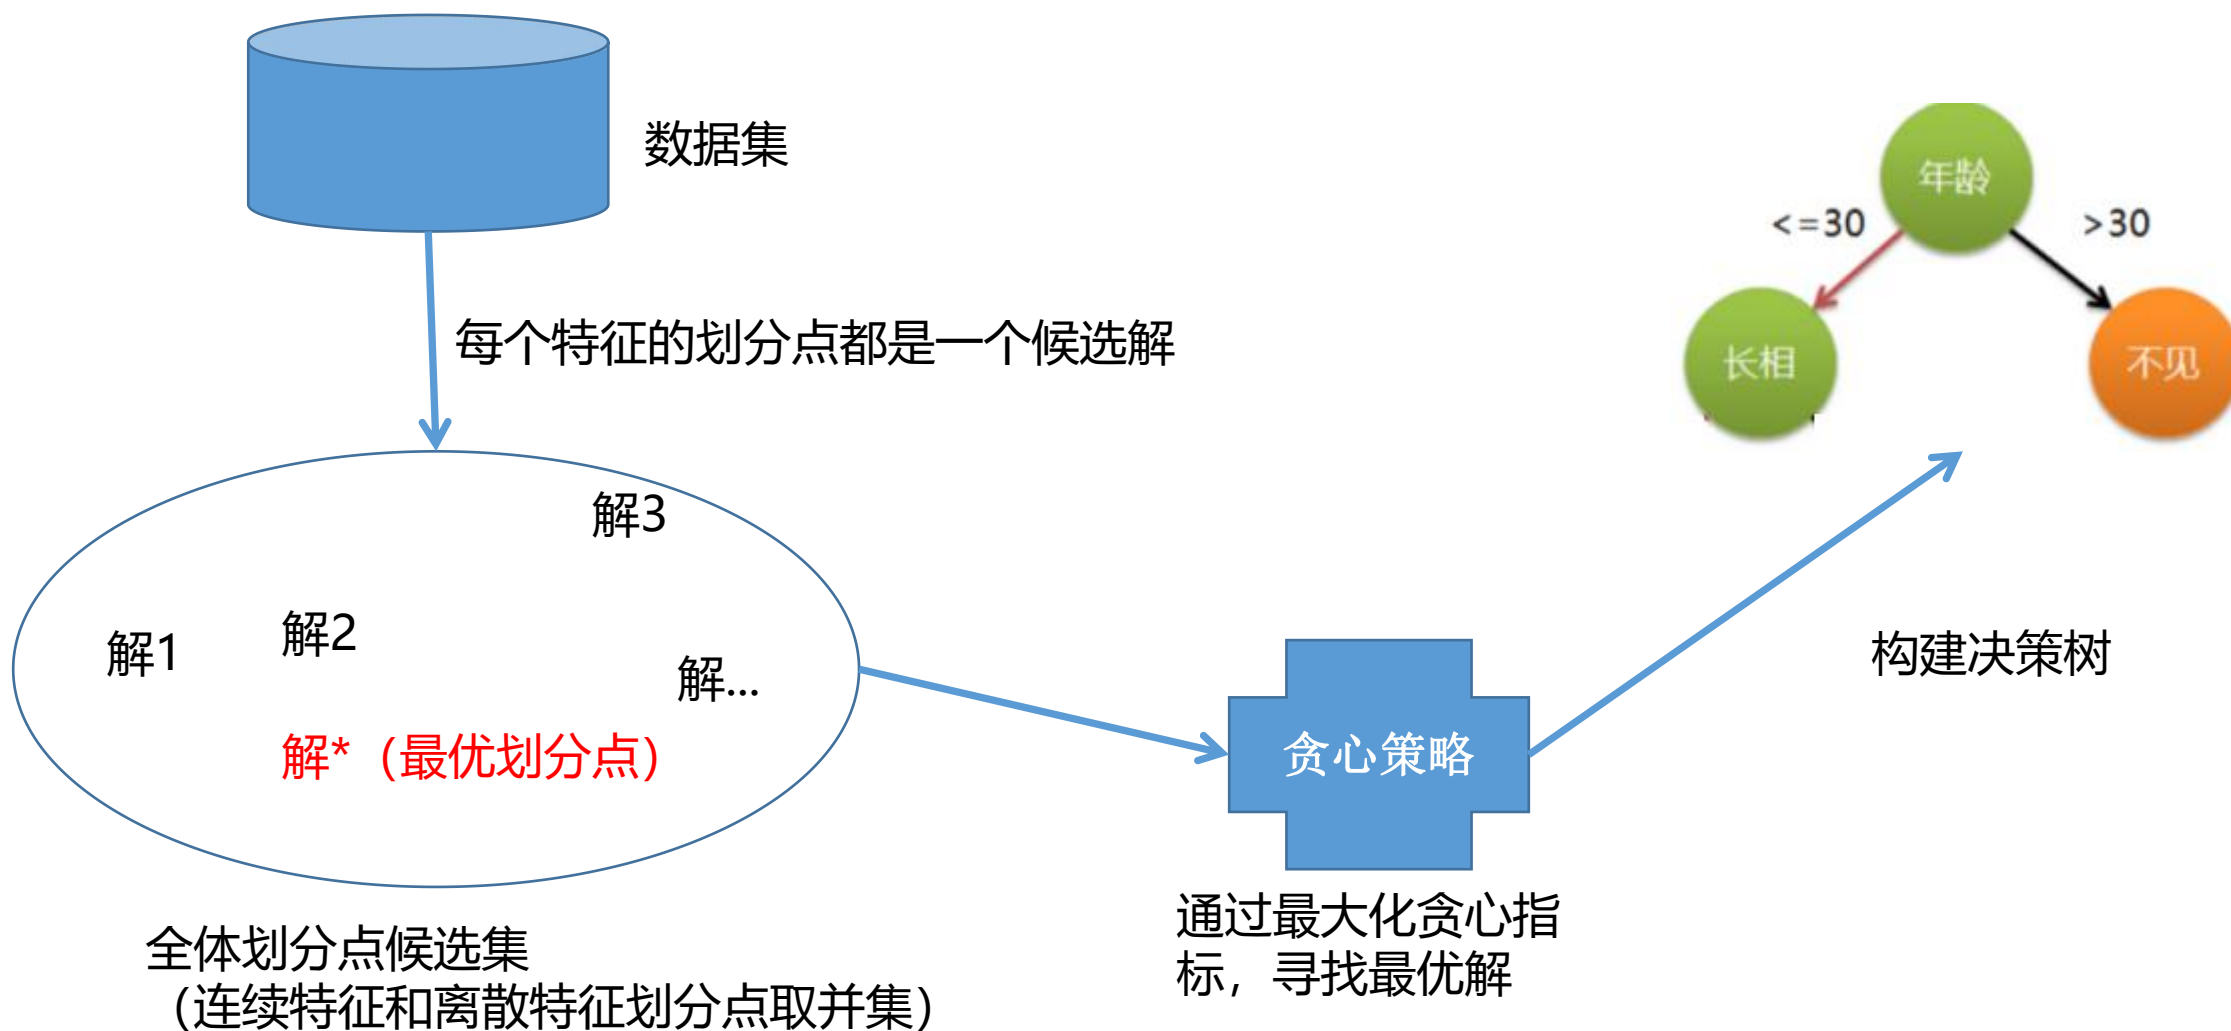 数据集
年龄
<=30
>30
每个特征的划分点都是一个候选解
长相
不见
解3
解1
解2
解...
解*（最优划分点）
贪心策略
构建决策树
通过最大化贪心指
标，寻找最优解
全体划分点候选集
（连续特征和离散特征划分点取并集）